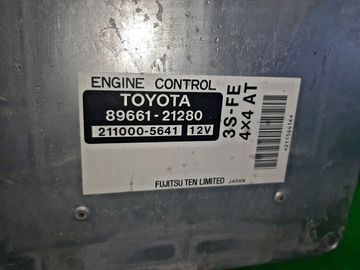 ENGINE CONTROL
TOYOTA
89661-21280
211000-5641 12V
3S-FE
4×4 AT
FUJITSU TEN LIMITED JAPAN